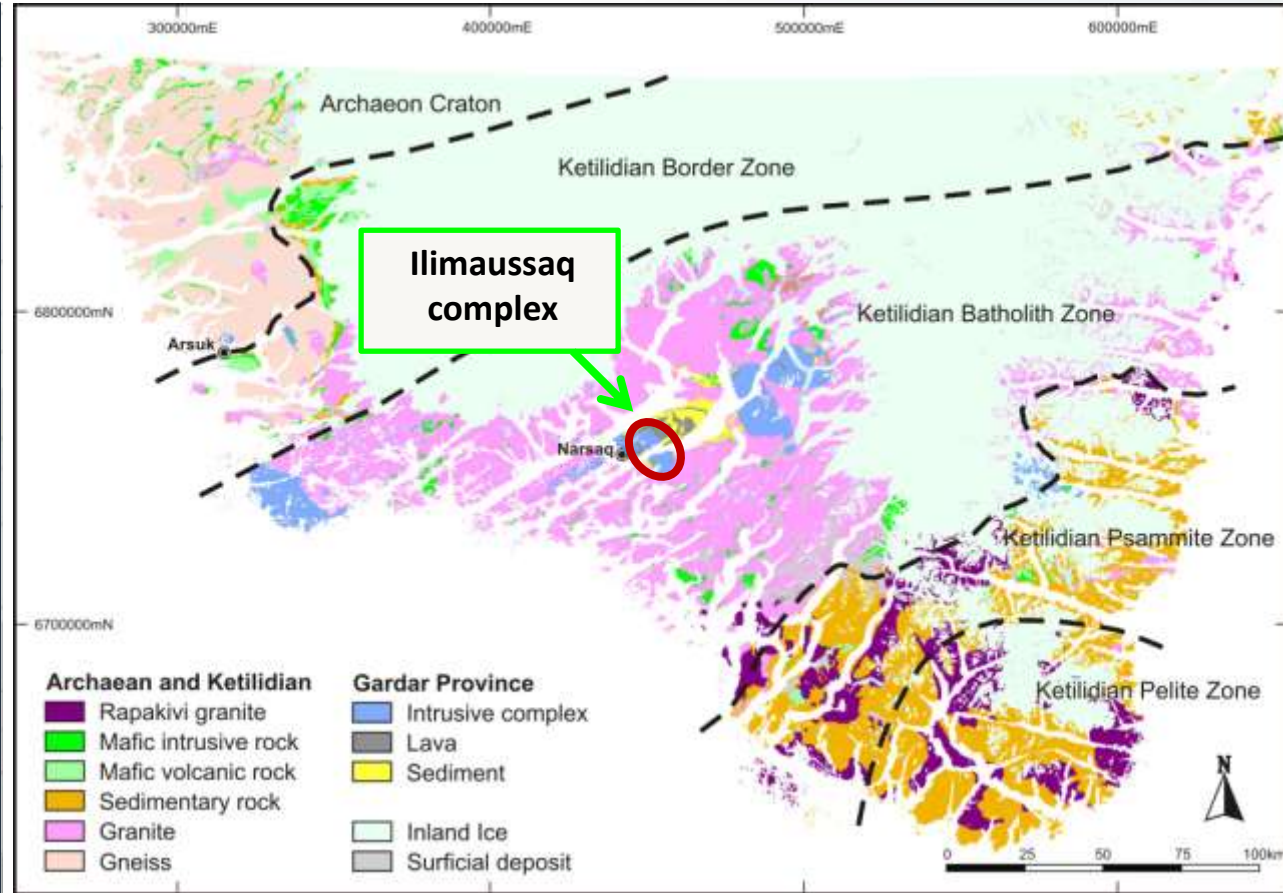 300000mE
400000mE
500000mE
600000mE
Archaeon Craton
Ketilidian Border Zone
Ilimaussaq
complex
6800000mN
Ketilidian Batholith Zone
Arsuk
Narsaq
Ketilidian Psammite Zone
6700000mN
Ketilidian Pelite Zone
Archaean and Ketilidian
Rapakivi granite
Mafic intrusive rock
Mafic volcanic rock
Sedimentary rock
Granite
Gneiss
Gardar Province
Intrusive complex
Lava
Sediment
Inland Ice
Surficial deposit
N
0 25 50 75 100km